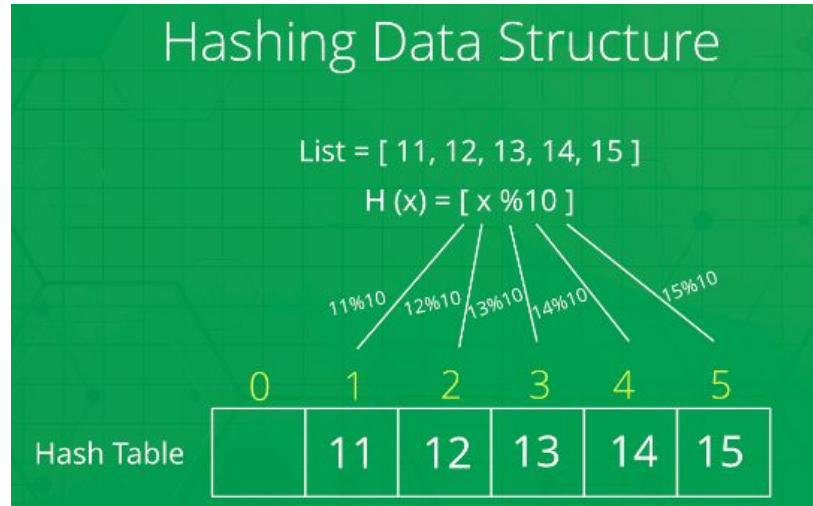 Hashing Data Structure
List = [ 11, 12, 13, 14, 15 ]
H (x) = [ x %10 ]
11%10 12%10 13%10 14%10 15%10
0 1 2 3 4 5
Hash Table 11 12 13 14 15